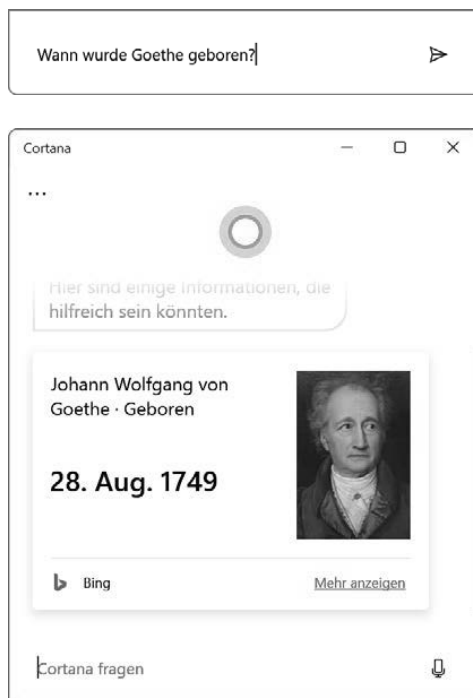 Wann wurde Goethe geboren?
Cortana
...
Hier sind einige Informationen, die
hilfreich sein könnten.
Johann Wolfgang von
Goethe · Geboren
28. Aug. 1749
Bing
Mehr anzeigen
Cortana fragen